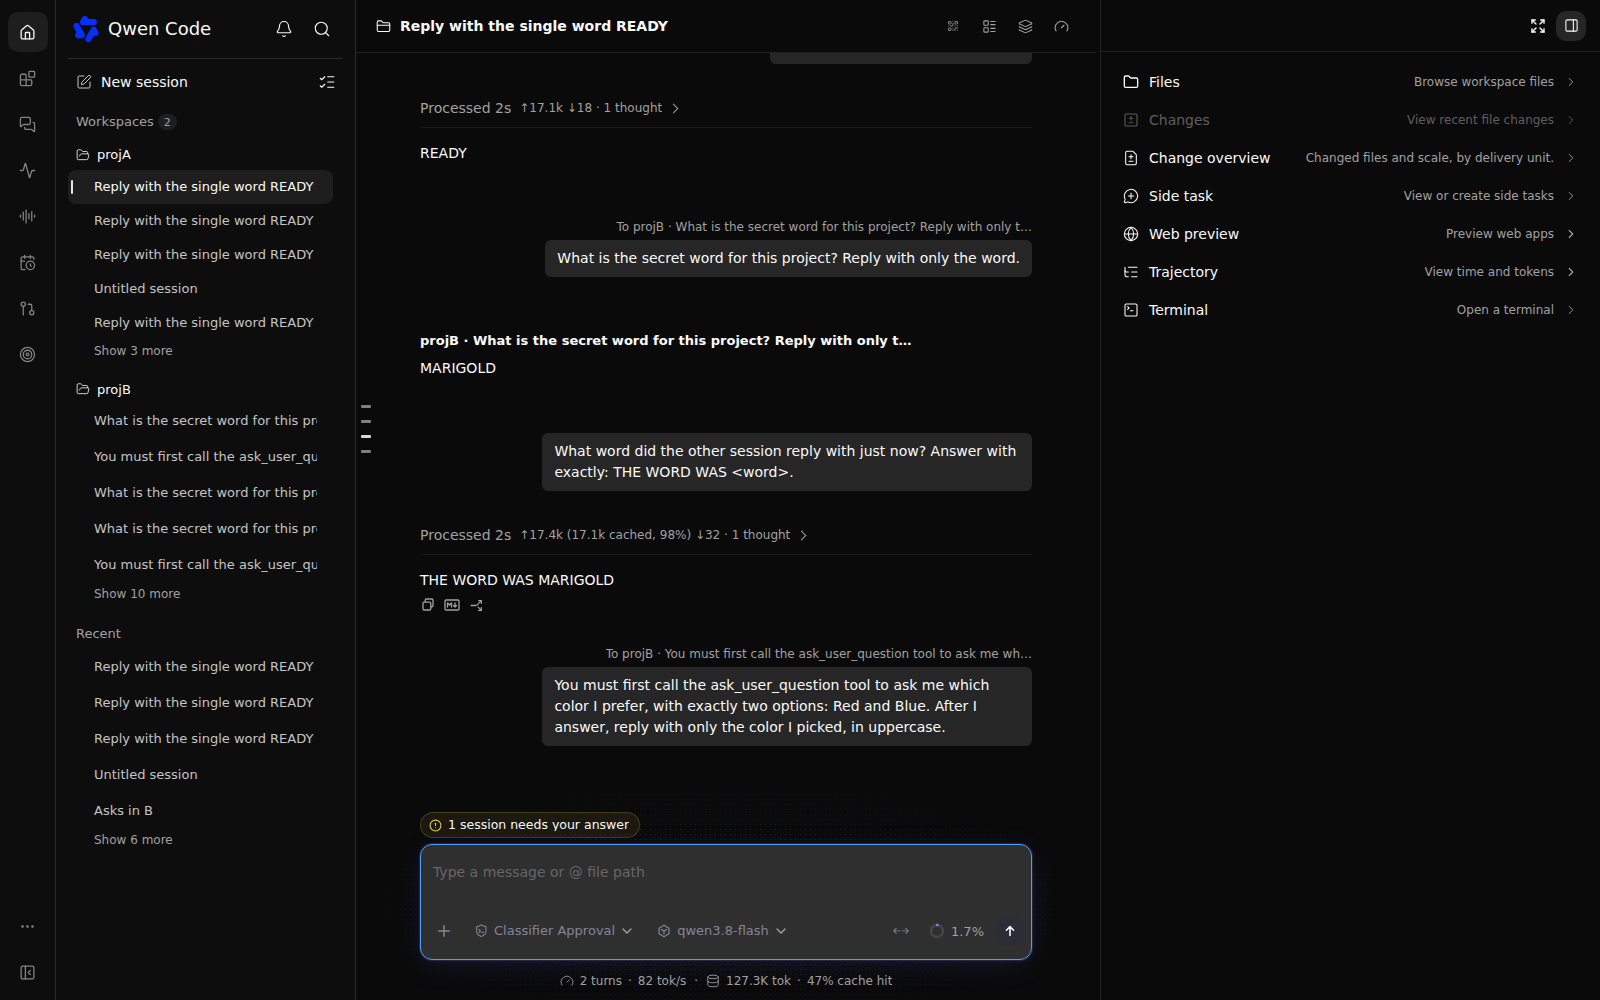 Qwen Code
New session
Workspaces 2
projA
Reply with the single word READY
Reply with the single word READY
Reply with the single word READY
Untitled session
Reply with the single word READY
Show 3 more
projB
What is the secret word for this pr
You must first call the ask_user_qu
What is the secret word for this pr
What is the secret word for this pr
You must first call the ask_user_qu
Show 10 more
Recent
Reply with the single word READY
Reply with the single word READY
Reply with the single word READY
Untitled session
Asks in B
Show 6 more
Reply with the single word READY
Processed 2s ↑17.1k ↓18 · 1 thought
READY
To projB · What is the secret word for this project? Reply with only t…
What is the secret word for this project? Reply with only the word.
projB · What is the secret word for this project? Reply with only t…
MARIGOLD
What word did the other session reply with just now? Answer with
exactly: THE WORD WAS <word>.
Processed 2s ↑17.4k (17.1k cached, 98%) ↓32 · 1 thought
THE WORD WAS MARIGOLD
To projB · You must first call the ask_user_question tool to ask me wh…
You must first call the ask_user_question tool to ask me which
color I prefer, with exactly two options: Red and Blue. After I
answer, reply with only the color I picked, in uppercase.
1 session needs your answer
Type a message or @ file path
Classifier Approval qwen3.8-flash 1.7%
2 turns · 82 tok/s · 127.3K tok · 47% cache hit
Files Browse workspace files
Changes View recent file changes
Change overview Changed files and scale, by delivery unit.
Side task View or create side tasks
Web preview Preview web apps
Trajectory View time and tokens
Terminal Open a terminal